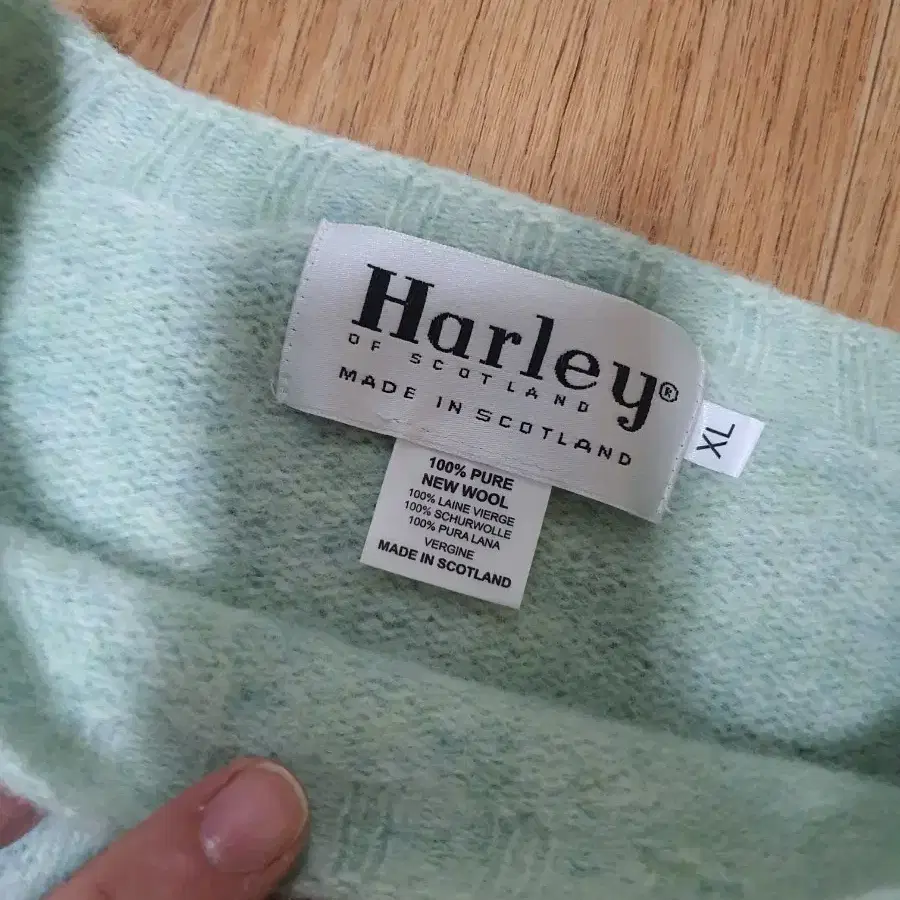 Harley®
OF SCOTLAND
MADE IN SCOTLAND
XL
100% PURE
NEW WOOL
100% LAINE VIERGE
100% SCHURWOLLE
100% PURA LANA
VERGINE
MADE IN SCOTLAND